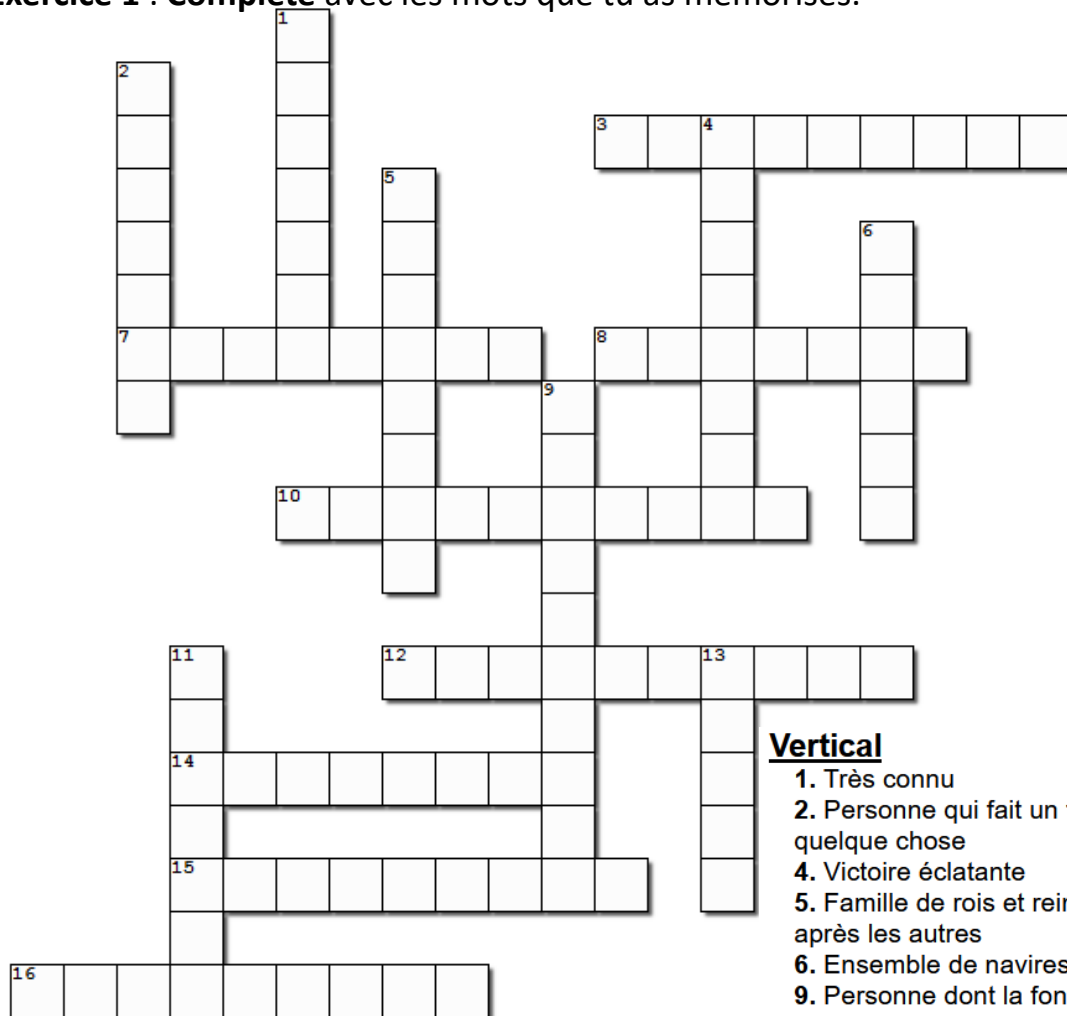 xercice 1 : Complète avec les mots que tu as mémorisés.
1
2
3 4
5
6
7 8
9
10
11 12 13
14
15
16
Vertical
1. Très connu
2. Personne qui fait un
quelque chose
4. Victoire éclatante
5. Famille de rois et rein
après les autres
6. Ensemble de navires
9. Personne dont la fon